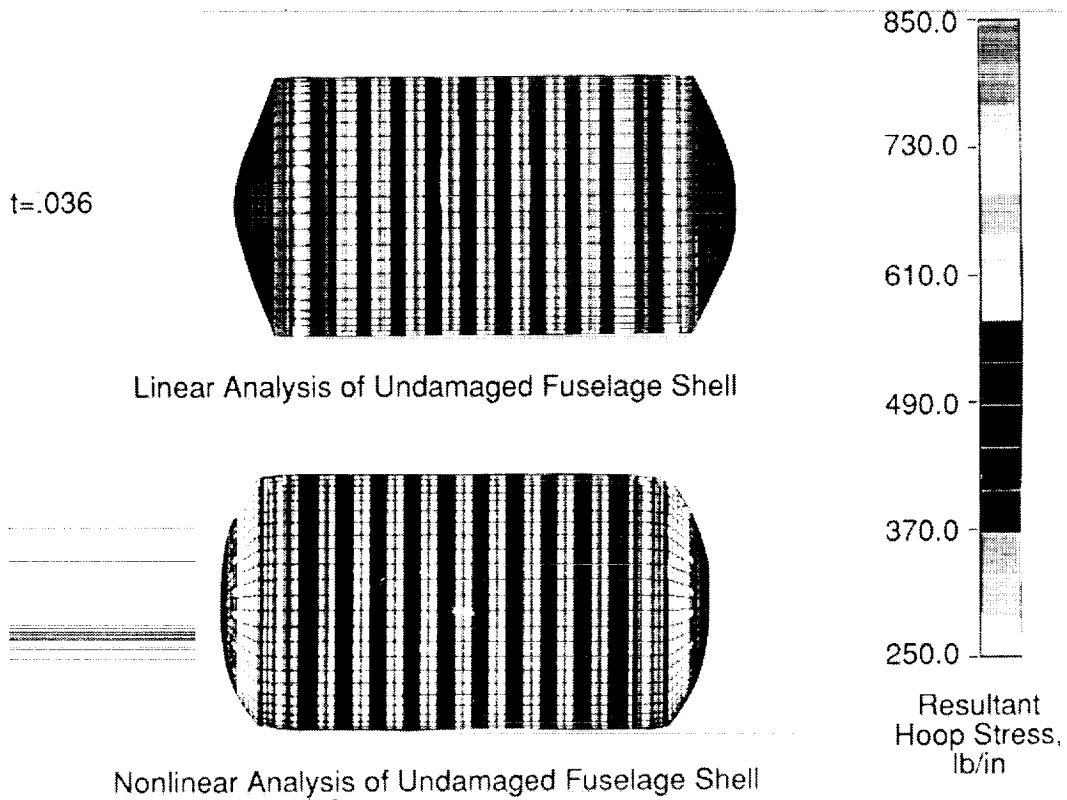 850.0
730.0
t=.036
610.0
Linear Analysis of Undamaged Fuselage Shell
490.0
370.0
250.0
Resultant
Hoop Stress,
lb/in
Nonlinear Analysis of Undamaged Fuselage Shell